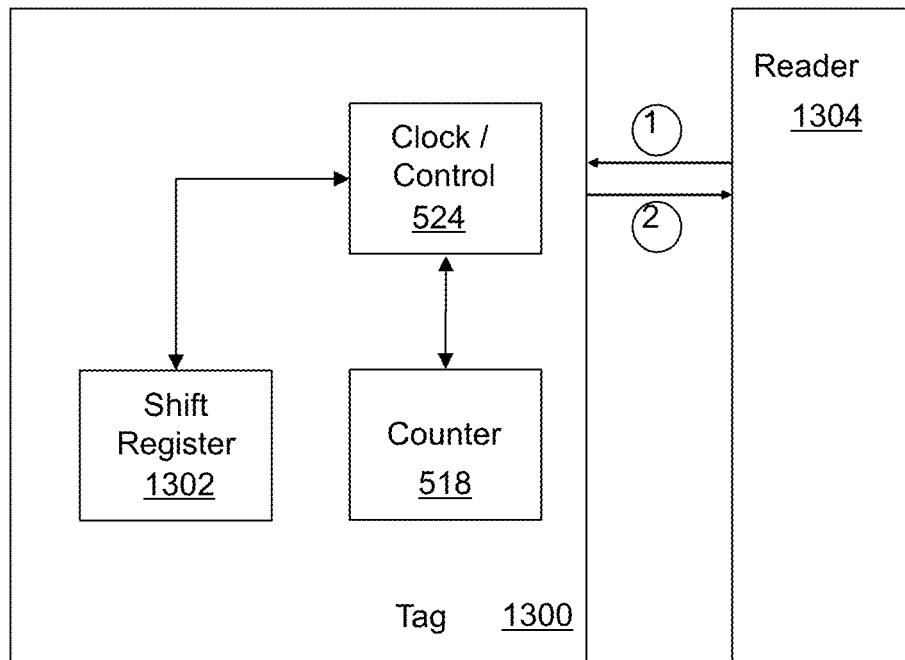 Reader
1304
1
Clock /
Control
524
2
Shift
Register
1302
Counter
518
Tag 1300